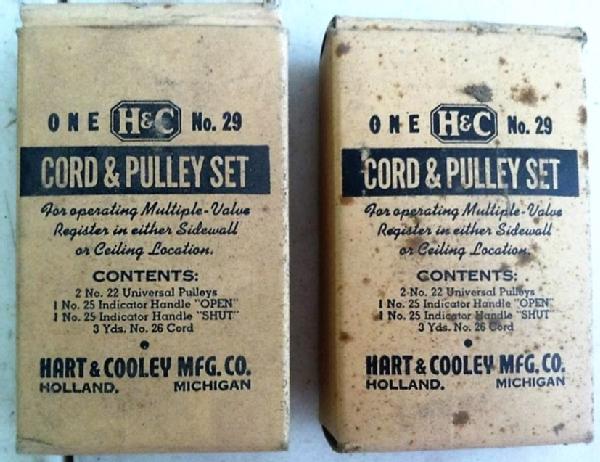 ONE H&C No. 29
CORD & PULLEY SET
For operating Multiple-Valve
Register in either Sidewall
or Ceiling Location.
CONTENTS:
2 No. 22 Universal Pulleys
1 No. 25 Indicator Handle "OPEN"
1 No. 25 Indicator Handle "SHUT"
3 Yds. No. 26 Cord
HART & COOLEY MFG. CO.
HOLLAND, MICHIGAN
ONE H&C No. 29
CORD & PULLEY SET
For operating Multiple-Valve
Register in either Sidewall
or Ceiling Location.
CONTENTS:
2 No. 22 Universal Pulleys
1 No. 25 Indicator Handle "OPEN"
1 No. 25 Indicator Handle "SHUT"
3 Yds. No. 26 Cord
HART & COOLEY MFG. CO.
HOLLAND, MICHIGAN